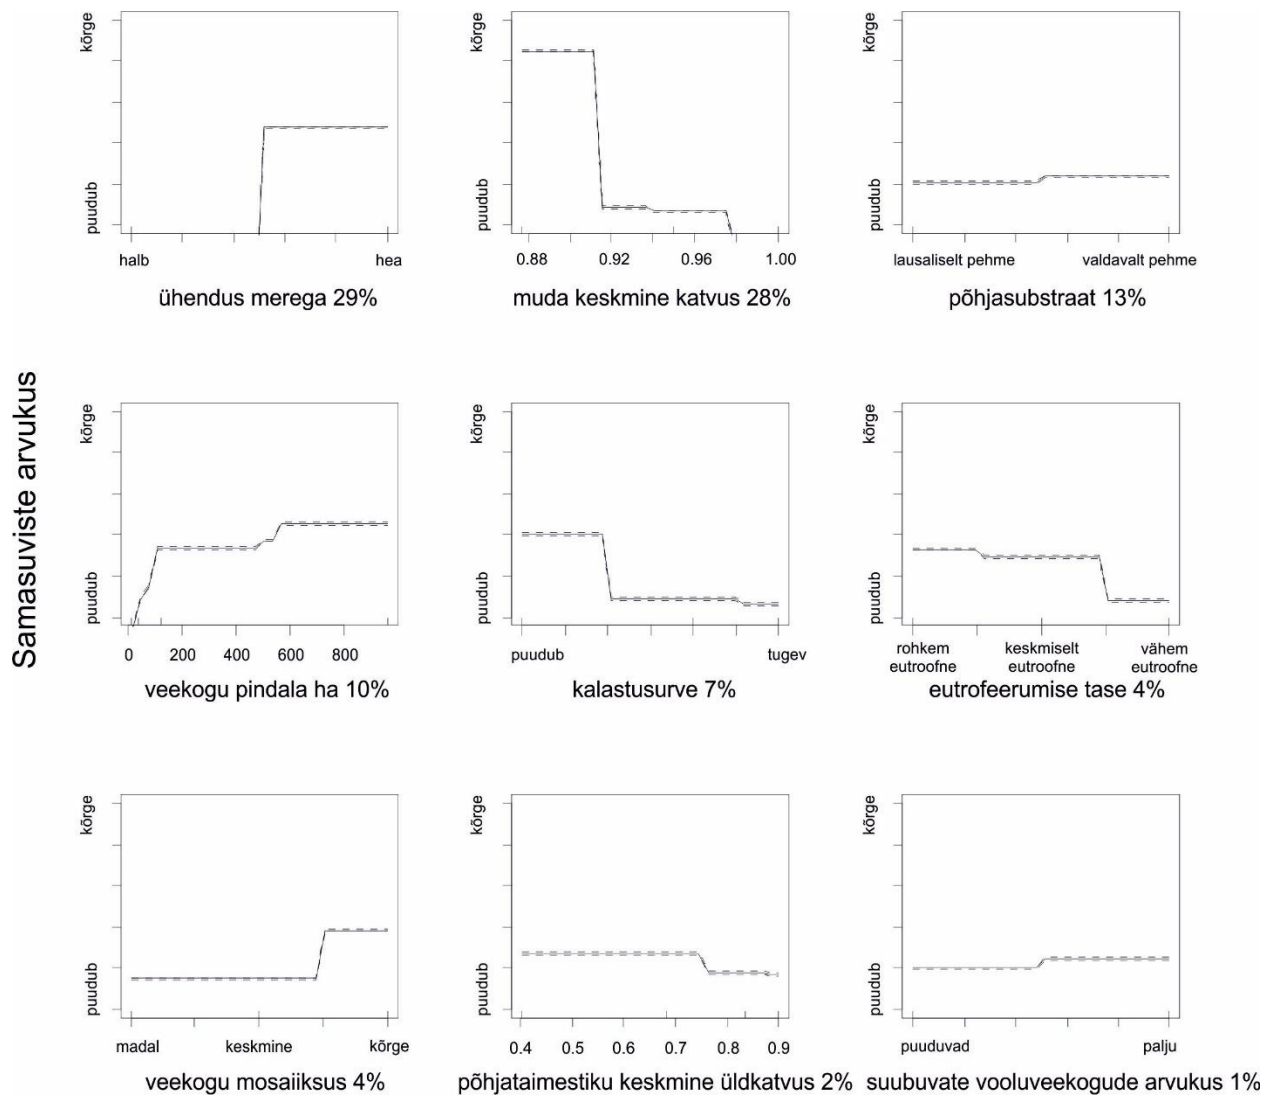 Samasuviste arvukus
kõrge
puudub
halb hea
ühendus merega 29%
kõrge
puudub
0.88 0.92 0.96 1.00
muda keskmine katvus 28%
kõrge
puudub
lausaliselt pehme valdavalt pehme
põhjasubstraat 13%
kõrge
puudub
0 200 400 600 800
veekogu pindala ha 10%
kõrge
puudub
puudub tugev
kalastusurve 7%
kõrge
puudub
rohkem keskmiselt vähem
eutroofne eutroofne eutroofne
eutrofeerumise tase 4%
kõrge
puudub
madal keskmine kõrge
veekogu mosaiiksus 4%
kõrge
puudub
0.4 0.5 0.6 0.7 0.8 0.9
põhjataimestiku keskmine üldkatvus 2%
kõrge
puudub
puuduvad palju
suubuvate vooluveekogude arvukus 1%